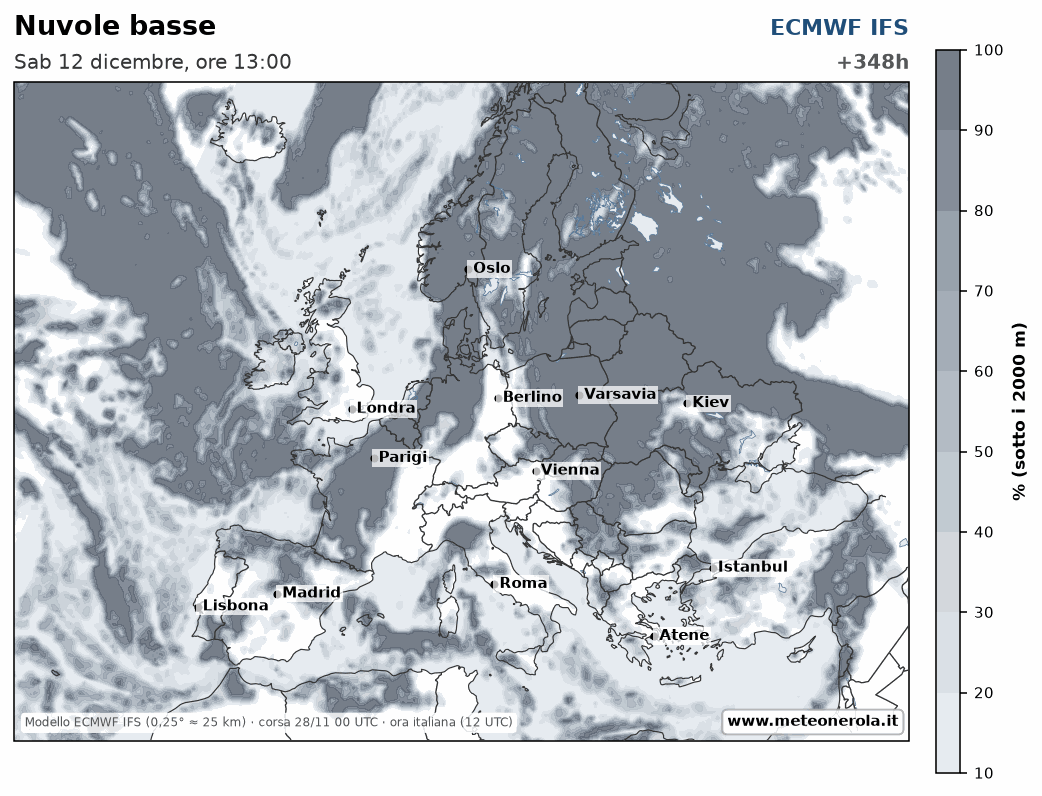 Nuvole basse
ECMWF IFS
Sab 12 dicembre, ore 13:00
+348h
100
90
80
70
60
50
40
30
20
10
% (sotto i 2000 m)
Oslo
Londra
Berlino
Varsavia
Kiev
Parigi
Vienna
Istanbul
Roma
Madrid
Lisbona
Atene
Modello ECMWF IFS (0,25° ≈ 25 km) · corsa 28/11 00 UTC · ora italiana (12 UTC)
www.meteonerola.it